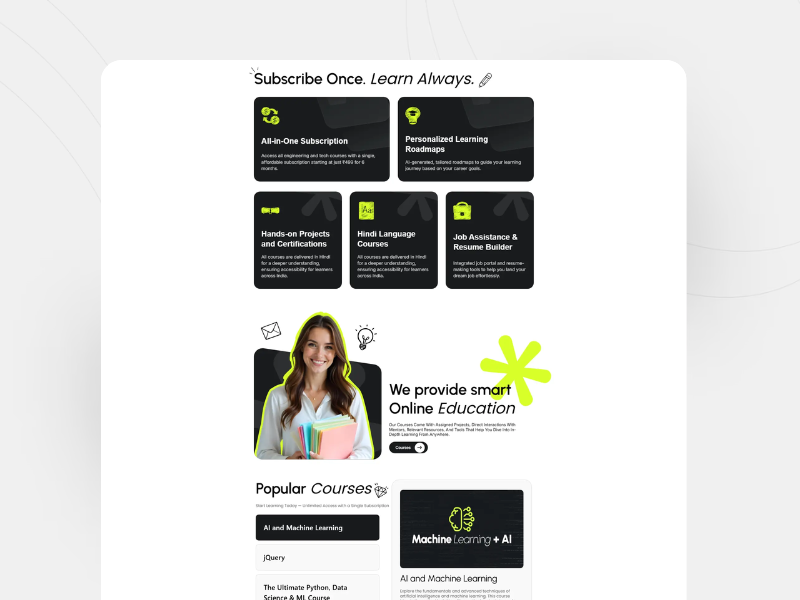 Subscribe Once. Learn Always.
All-in-One Subscription
Access all engineering and tech courses with a single,
affordable subscription starting at just ₹499 for 6
months.
Personalized Learning
Roadmaps
AI-generated, tailored roadmaps to guide your learning
journey based on your career goals.
Hands-on Projects
and Certifications
All courses are delivered in Hindi
for a deeper understanding,
ensuring accessibility for learners
across India.
Hindi Language
Courses
All courses are delivered in Hindi
for a deeper understanding,
ensuring accessibility for learners
across India.
Job Assistance &
Resume Builder
Integrated job portal and resume-
making tools to help you land your
dream job effortlessly.
We provide smart
Online Education
Our Courses Come With Assigned Projects, Direct Interactions With
Mentors, Relevant Resources, And Tools That Help You Dive Into In-
Depth Learning From Anywhere.
Courses
Popular Courses
Start Learning Today — Unlimited Access with a Single Subscription
AI and Machine Learning
jQuery
The Ultimate Python, Data
Science & ML Course
Machine Learning + AI
AI and Machine Learning
Explore the fundamentals and advanced techniques of
artificial intelligence and machine learning. This course